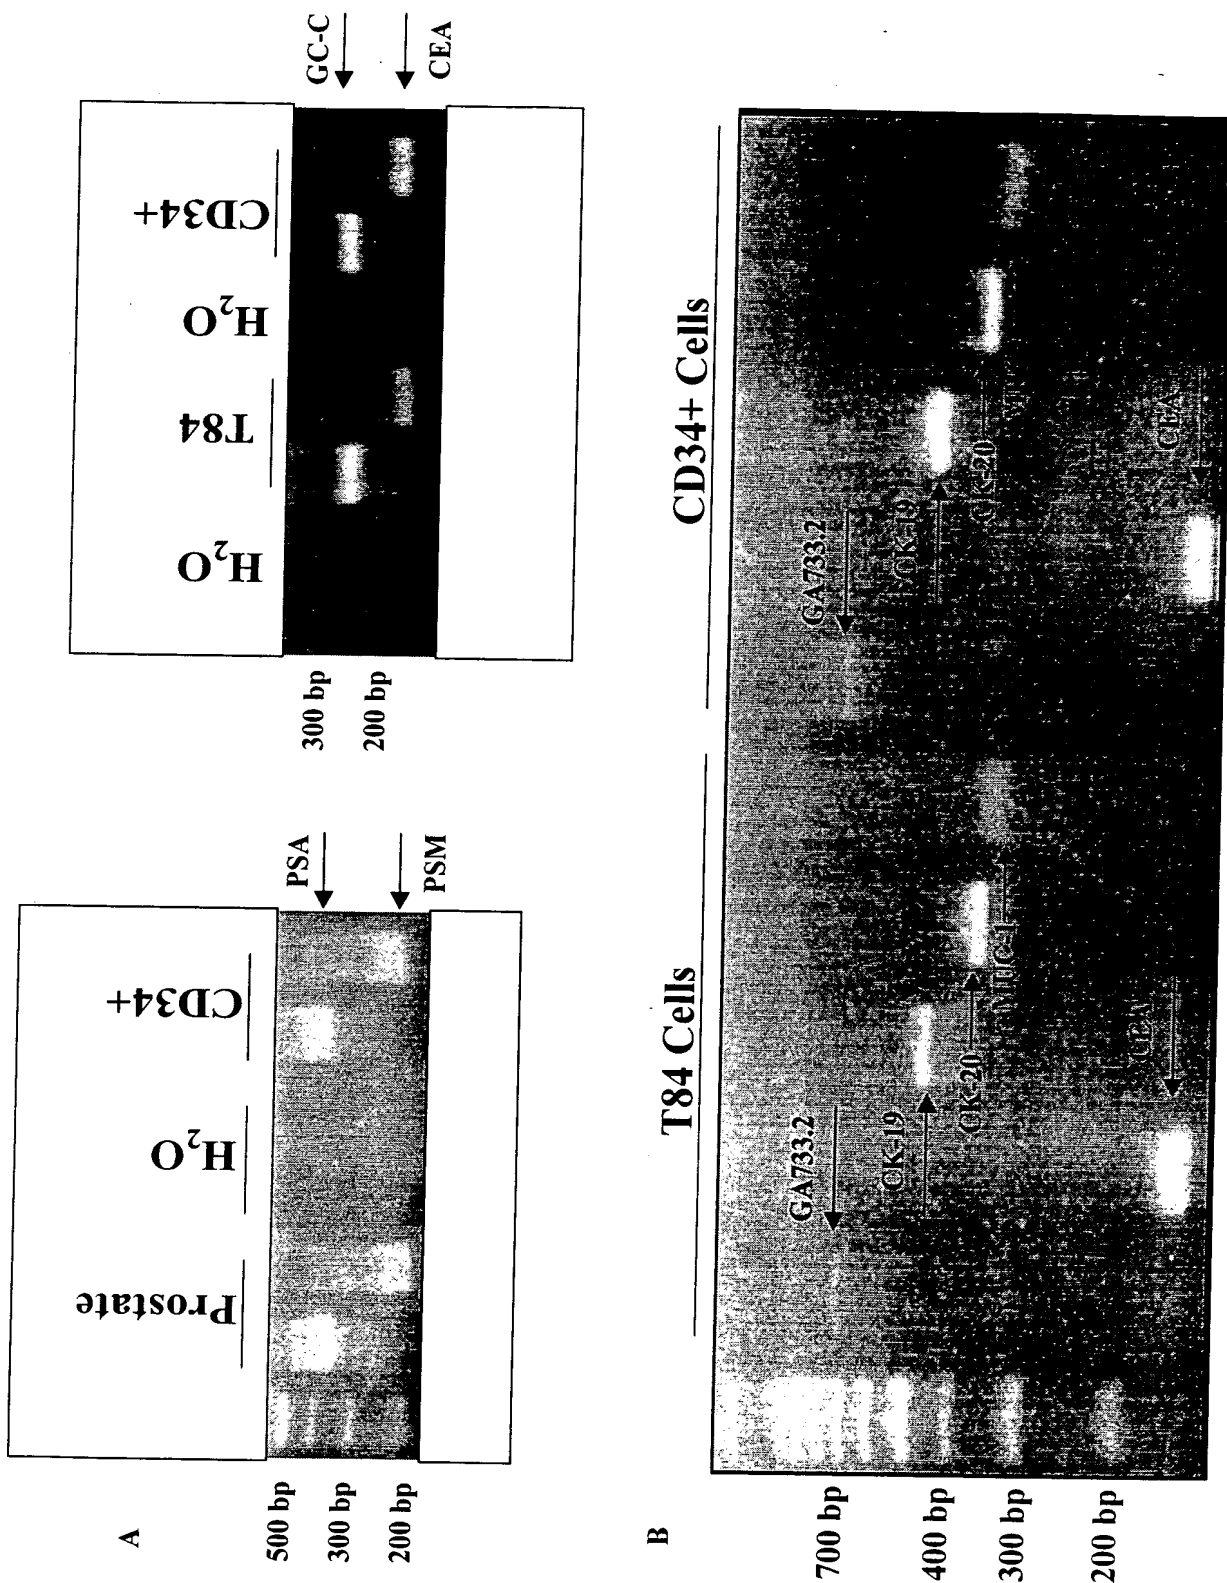 A
Prostate
H₂O
CD34+
500 bp
300 bp
200 bp
PSA
PSM
H₂O
T84
H₂O
CD34+
300 bp
200 bp
GC-C
CEA
B
T84 Cells
CD34+ Cells
700 bp
400 bp
300 bp
200 bp
GA733.2
CK-19
CK-20
MUC-1
CEA
GA733.2
CK-19
CK-20
CEA